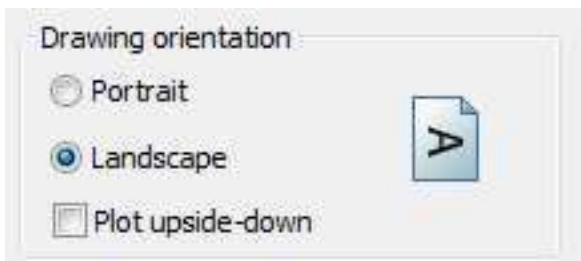 Drawing orientation
Portrait
A
Landscape
Plot upside-down